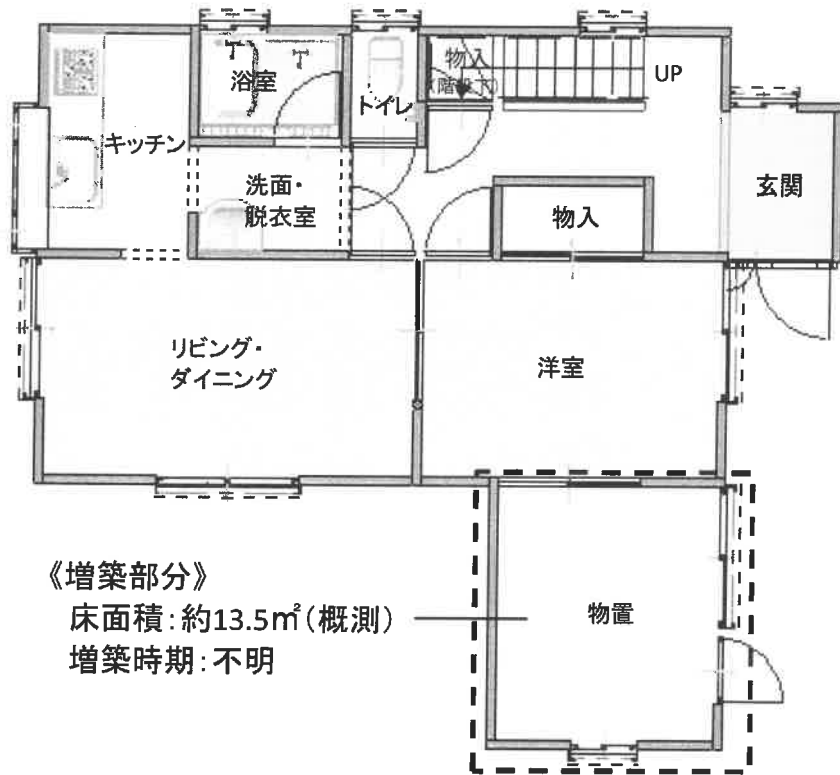 物入
(階段下)
UP
浴室
トイレ
キッチン
洗面・
脱衣室
物入
玄関
リビング・
ダイニング
洋室
《増築部分》
床面積:約13.5㎡(概測)
増築時期:不明
物置